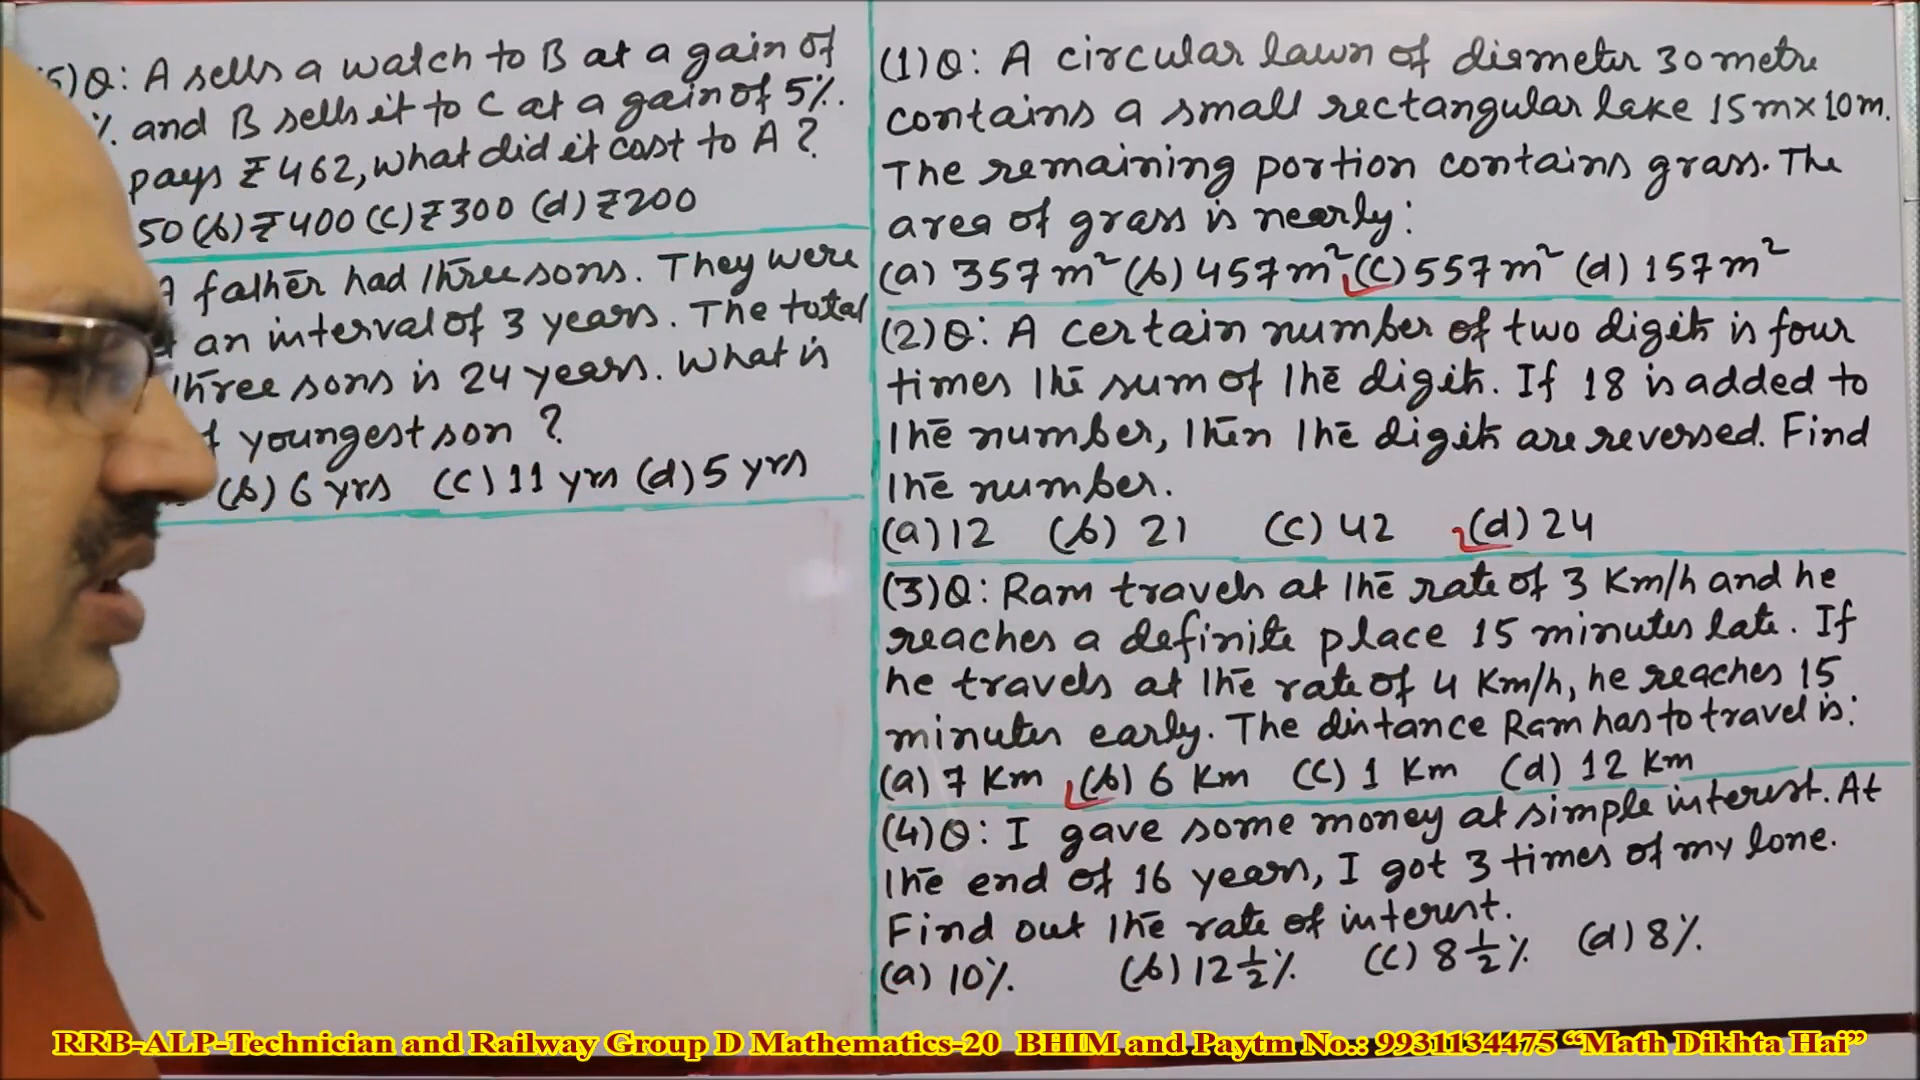 5) Q: A sells a watch to B at a gain of
% and B sells it to C at a gain of 5%.
pays ₹462, what did it cost to A?
50 (b) ₹400 (c) ₹300 (d) ₹200
A father had three sons. They were
an interval of 3 years. The total
three sons is 24 years. What is
youngest son?
(b) 6 yrs (c) 11 yrs (d) 5 yrs
(1) Q: A circular lawn of diameter 30 metre
contains a small rectangular lake 15m×10m.
The remaining portion contains grass. The
area of grass is nearly:
(a) 357 m² (b) 457 m² (c) 557 m² (d) 157 m²
(2) Q: A certain number of two digits is four
times the sum of the digits. If 18 is added to
the number, then the digits are reversed. Find
the number.
(a) 12 (b) 21 (c) 42 (d) 24
(3) Q: Ram travels at the rate of 3 Km/h and he
reaches a definite place 15 minutes late. If
he travels at the rate of 4 Km/h, he reaches 15
minutes early. The distance Ram has to travel is:
(a) 7 Km (b) 6 Km (c) 1 Km (d) 12 Km
(4) Q: I gave some money at simple interest. At
the end of 16 years, I got 3 times of my lone.
Find out the rate of interest.
(a) 10% (b) 12 1/2 % (c) 8 1/2 % (d) 8%
RRB-ALP-Technician and Railway Group D Mathematics-20 BHIM and Paytm No.: 9931134475 “Math Dikhta Hai”